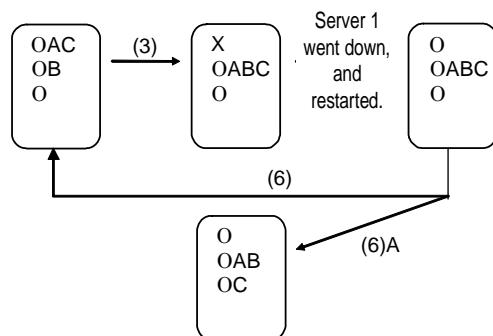 OAC
OB
O
(3)
X
OABC
O
Server 1
went down,
and
restarted.
O
OABC
O
(6)
(6)A
O
OAB
OC